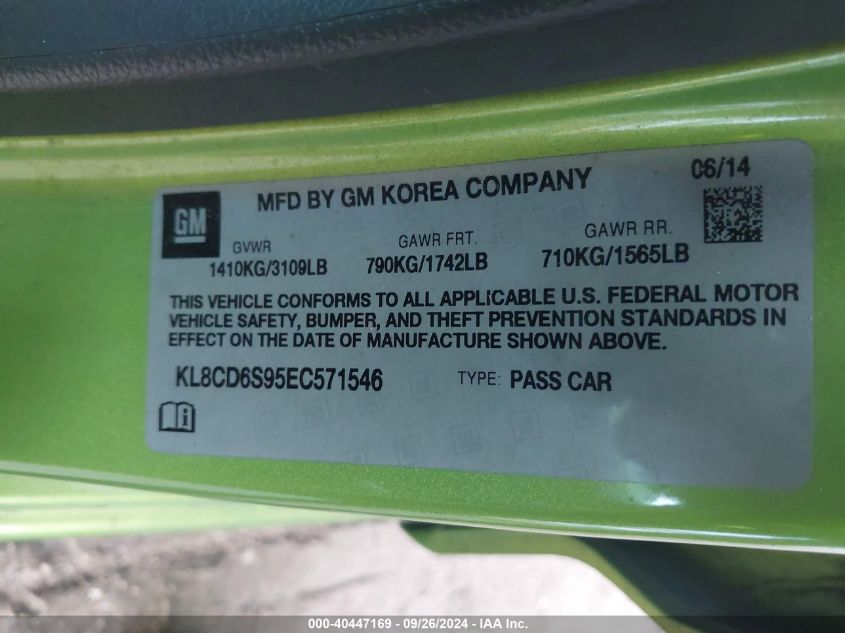 MFD BY GM KOREA COMPANY 06/14
GM
GVWR GAWR FRT. GAWR RR.
1410KG/3109LB 790KG/1742LB 710KG/1565LB
THIS VEHICLE CONFORMS TO ALL APPLICABLE U.S. FEDERAL MOTOR
VEHICLE SAFETY, BUMPER, AND THEFT PREVENTION STANDARDS IN
EFFECT ON THE DATE OF MANUFACTURE SHOWN ABOVE.
KL8CD6S95EC571546 TYPE: PASS CAR
000-40447169 - 09/26/2024 - IAA Inc.